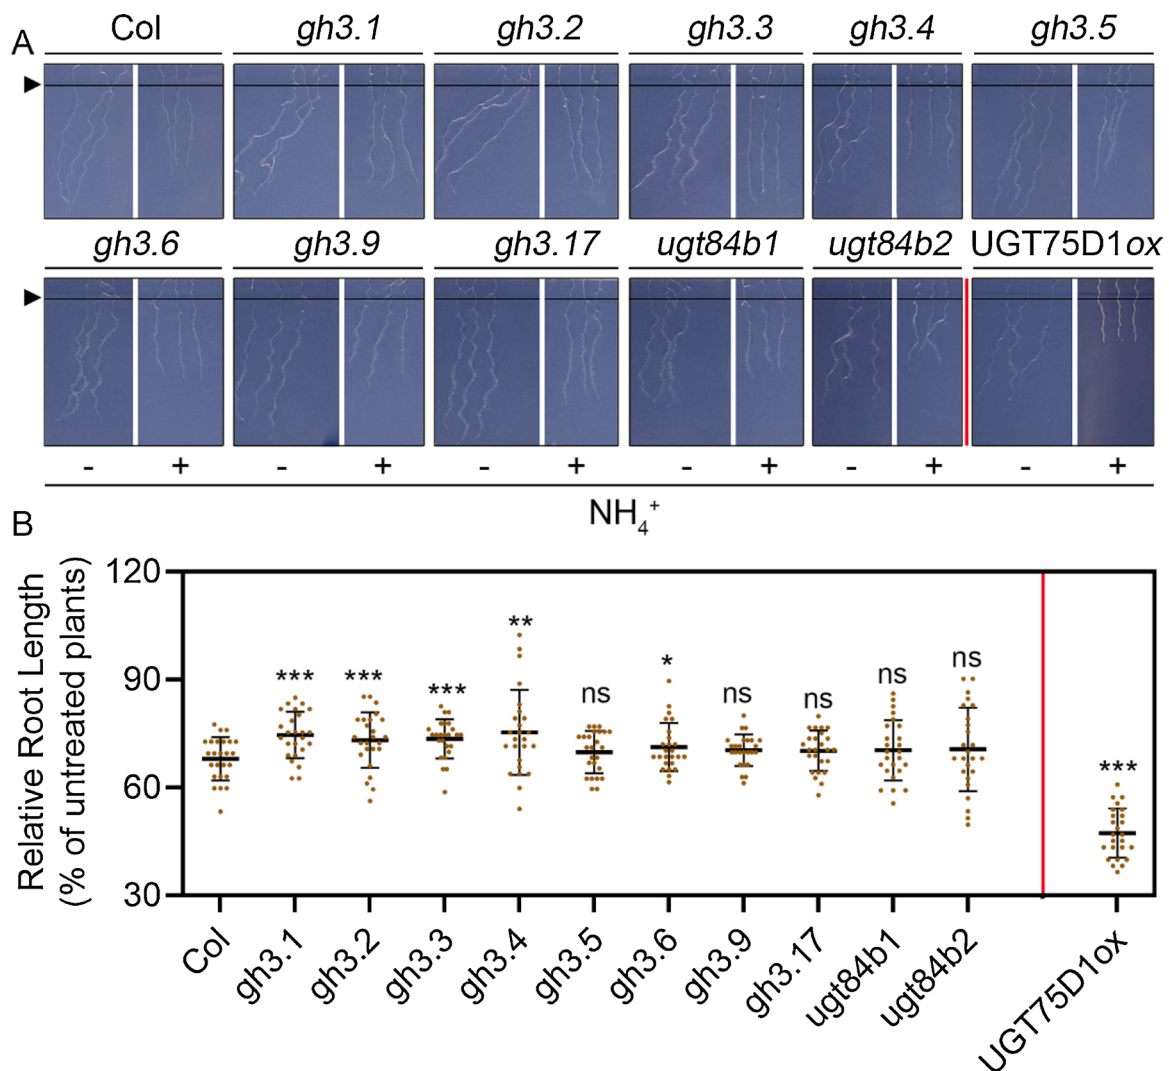 A
Col gh3.1 gh3.2 gh3.3 gh3.4 gh3.5
gh3.6 gh3.9 gh3.17 ugt84b1 ugt84b2 UGT75D1ox
- + - + - + - + - + - +
NH₄⁺
B
Relative Root Length
(% of untreated plants)
120
90
60
30
*** *** *** ** ns * ns ns ns ns ***
Col gh3.1 gh3.2 gh3.3 gh3.4 gh3.5 gh3.6 gh3.9 gh3.17 ugt84b1 ugt84b2 UGT75D1ox